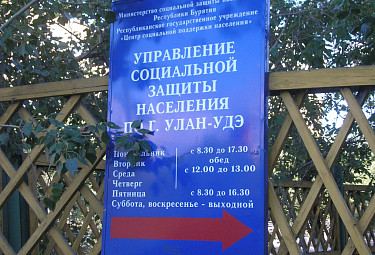 Министерство социальной защиты
Республики Бурятия
Республиканское государственное учреждение
«Центр социальной поддержки населения»
УПРАВЛЕНИЕ
СОЦИАЛЬНОЙ
ЗАЩИТЫ
НАСЕЛЕНИЯ
ПО Г. УЛАН-УДЭ
Понедельник с 8.30 до 17.30
Вторник обед
Среда с 12.00 до 13.00
Четверг
Пятница с 8.30 до 16.30
Суббота, воскресенье - выходной